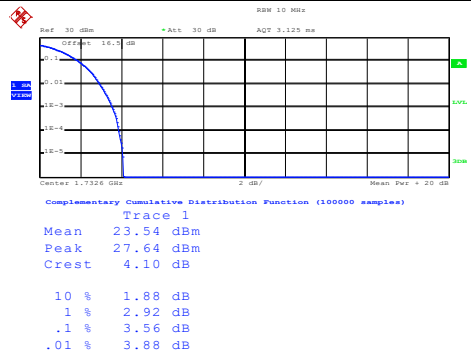 RBW 10 MHz
Ref 30 dBm * Att 30 dB AQT 3.125 ms
Offset 16.5 dB
0.1
A
1 SA
VIEW
0.01
1E-3
LVL
1E-4
1E-5
3DB
Center 1.7326 GHz 2 dB/ Mean Pwr + 20 dB
Complementary Cumulative Distribution Function (100000 samples)
Trace 1
Mean 23.54 dBm
Peak 27.64 dBm
Crest 4.10 dB
10 % 1.88 dB
1 % 2.92 dB
.1 % 3.56 dB
.01 % 3.88 dB